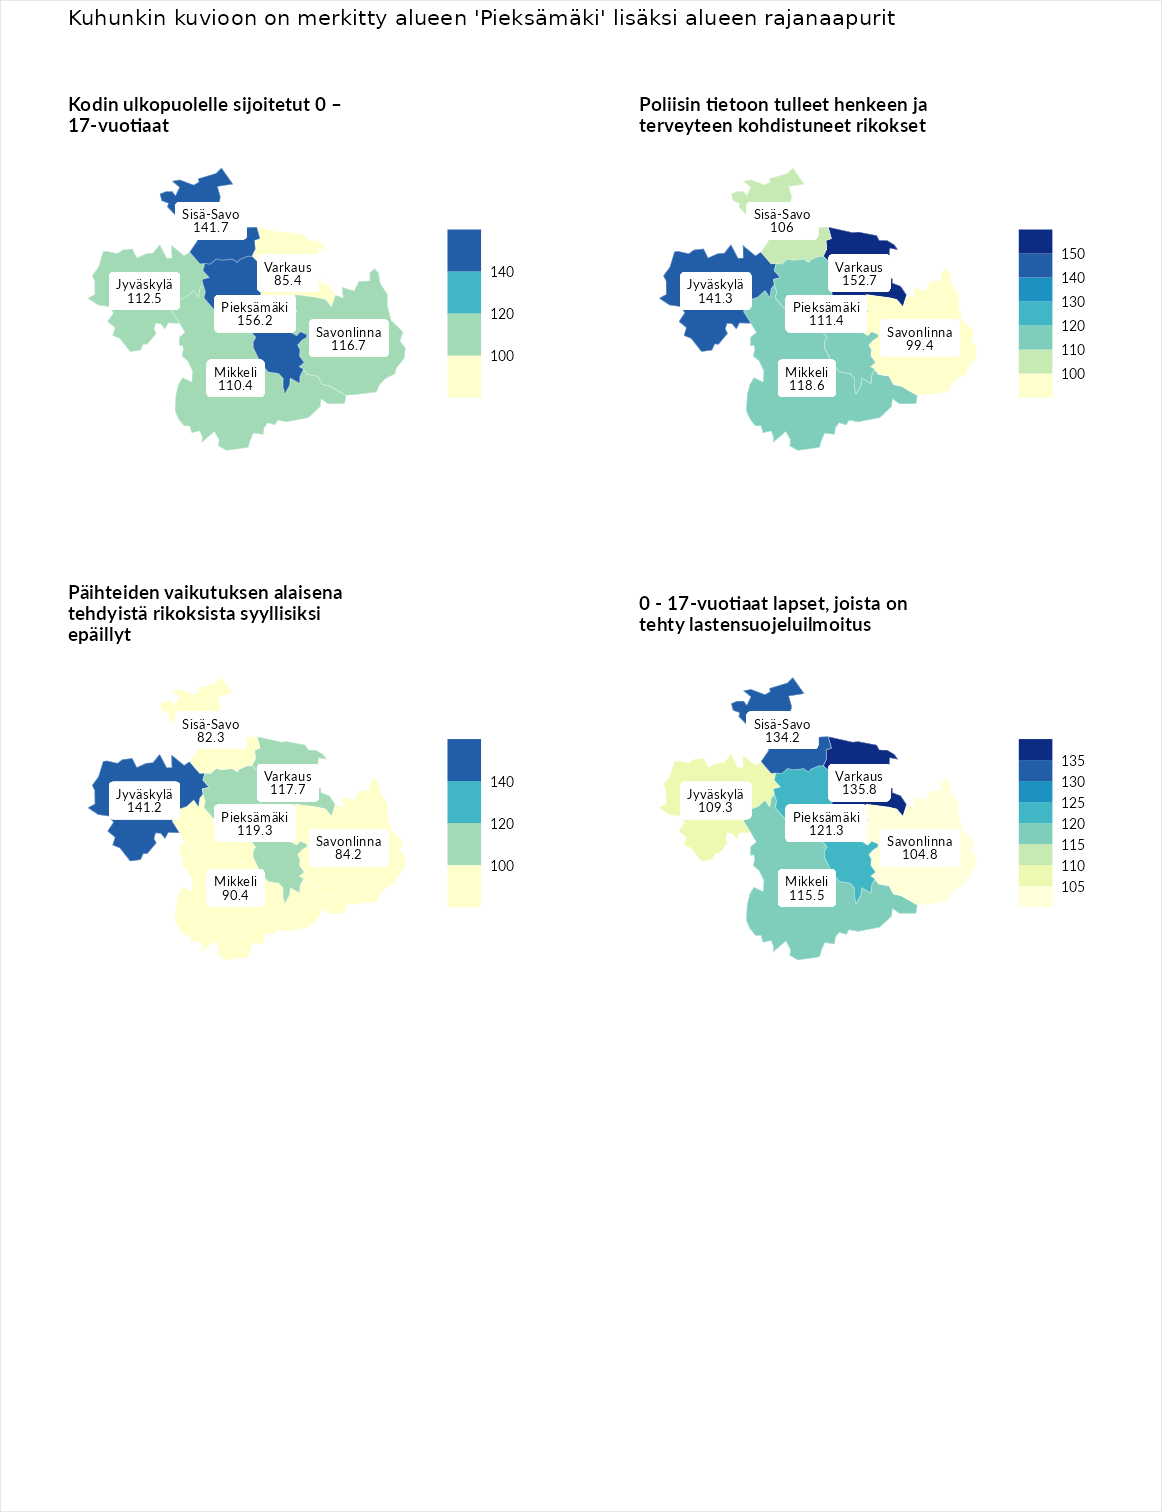 Kuhunkin kuvioon on merkitty alueen 'Pieksämäki' lisäksi alueen rajanaapurit
Kodin ulkopuolelle sijoitetut 0 –
17-vuotiaat
Sisä-Savo
141.7
Varkaus
85.4
Jyväskylä
112.5
Pieksämäki
156.2
Savonlinna
116.7
Mikkeli
110.4
140
120
100
Poliisin tietoon tulleet henkeen ja
terveyteen kohdistuneet rikokset
Sisä-Savo
106
Varkaus
152.7
Jyväskylä
141.3
Pieksämäki
111.4
Savonlinna
99.4
Mikkeli
118.6
150
140
130
120
110
100
Päihteiden vaikutuksen alaisena
tehdyistä rikoksista syyllisiksi
epäillyt
Sisä-Savo
82.3
Varkaus
117.7
Jyväskylä
141.2
Pieksämäki
119.3
Savonlinna
84.2
Mikkeli
90.4
140
120
100
0 - 17-vuotiaat lapset, joista on
tehty lastensuojeluilmoitus
Sisä-Savo
134.2
Varkaus
135.8
Jyväskylä
109.3
Pieksämäki
121.3
Savonlinna
104.8
Mikkeli
115.5
135
130
125
120
115
110
105